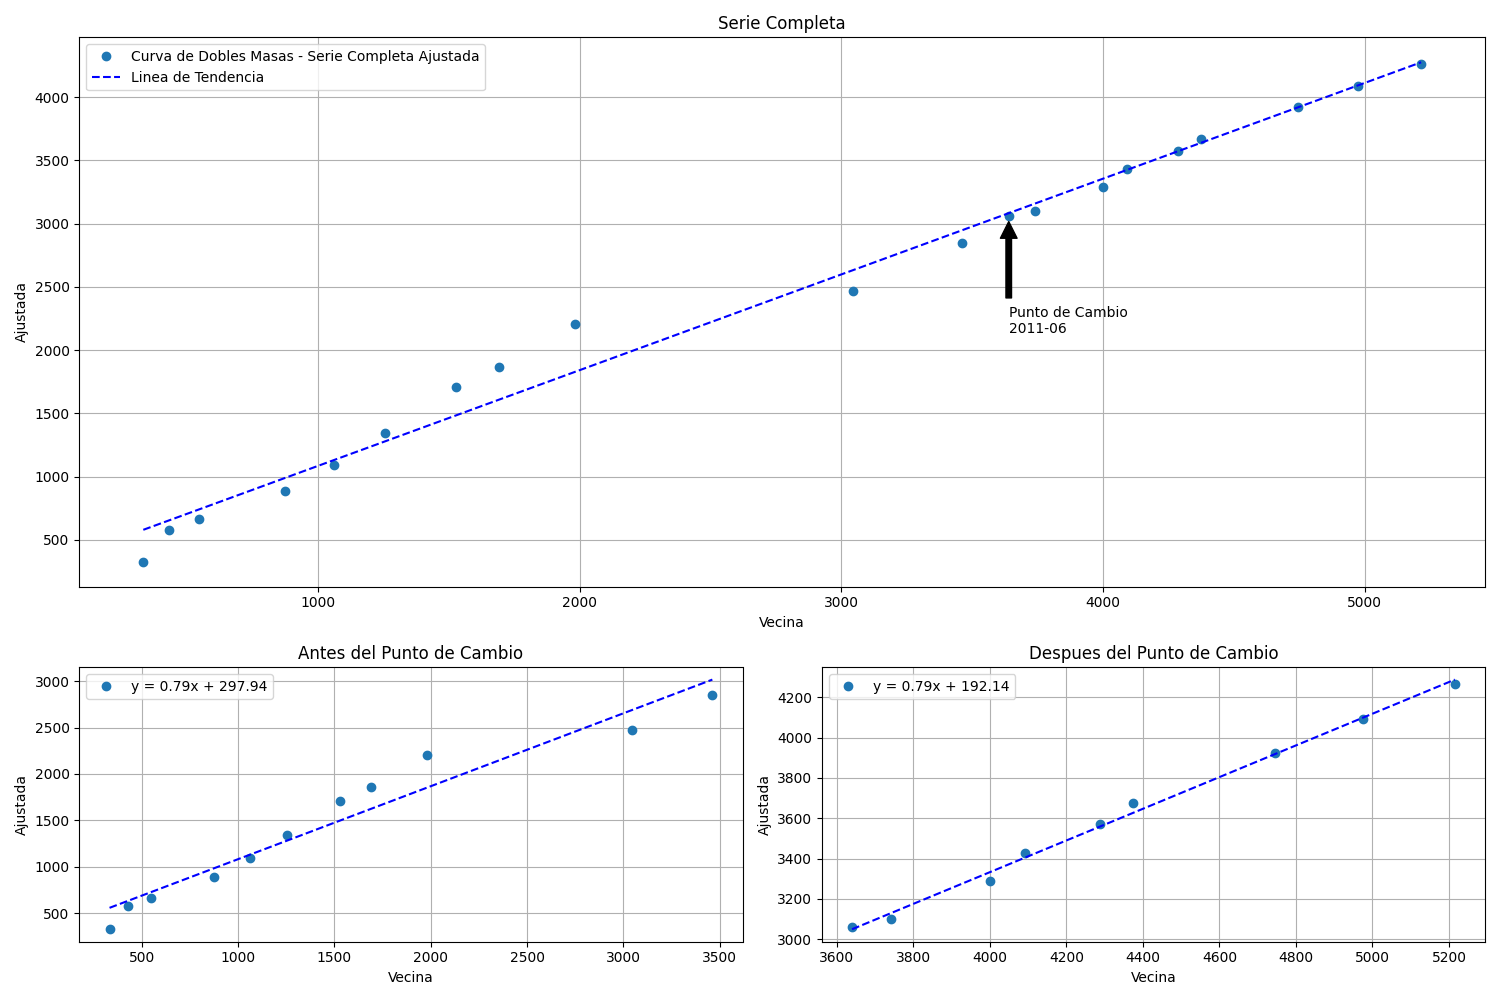 Serie Completa
Curva de Dobles Masas - Serie Completa Ajustada
Linea de Tendencia
Ajustada
4000
3500
3000
2500
2000
1500
1000
500
Punto de Cambio
2011-06
1000 2000 3000 4000 5000
Vecina
Antes del Punto de Cambio
y = 0.79x + 297.94
Ajustada
3000
2500
2000
1500
1000
500
500 1000 1500 2000 2500 3000 3500
Vecina
Despues del Punto de Cambio
y = 0.79x + 192.14
Ajustada
4200
4000
3800
3600
3400
3200
3000
3600 3800 4000 4200 4400 4600 4800 5000 5200
Vecina